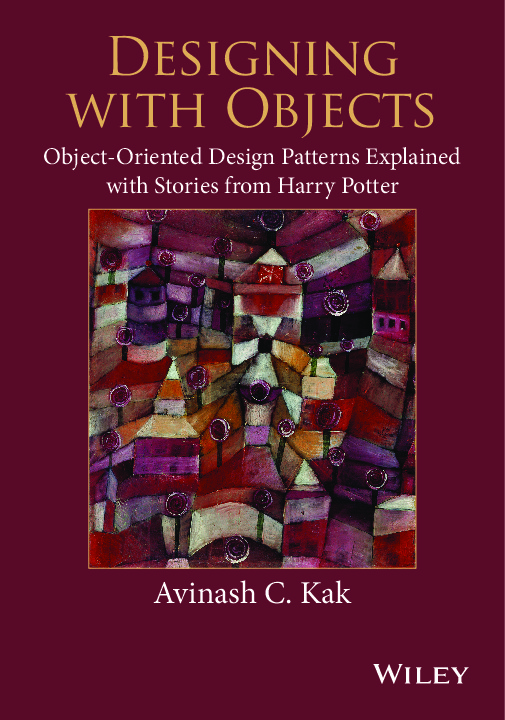 DESIGNING
WITH OBJECTS
Object-Oriented Design Patterns Explained
with Stories from Harry Potter
Avinash C. Kak
WILEY